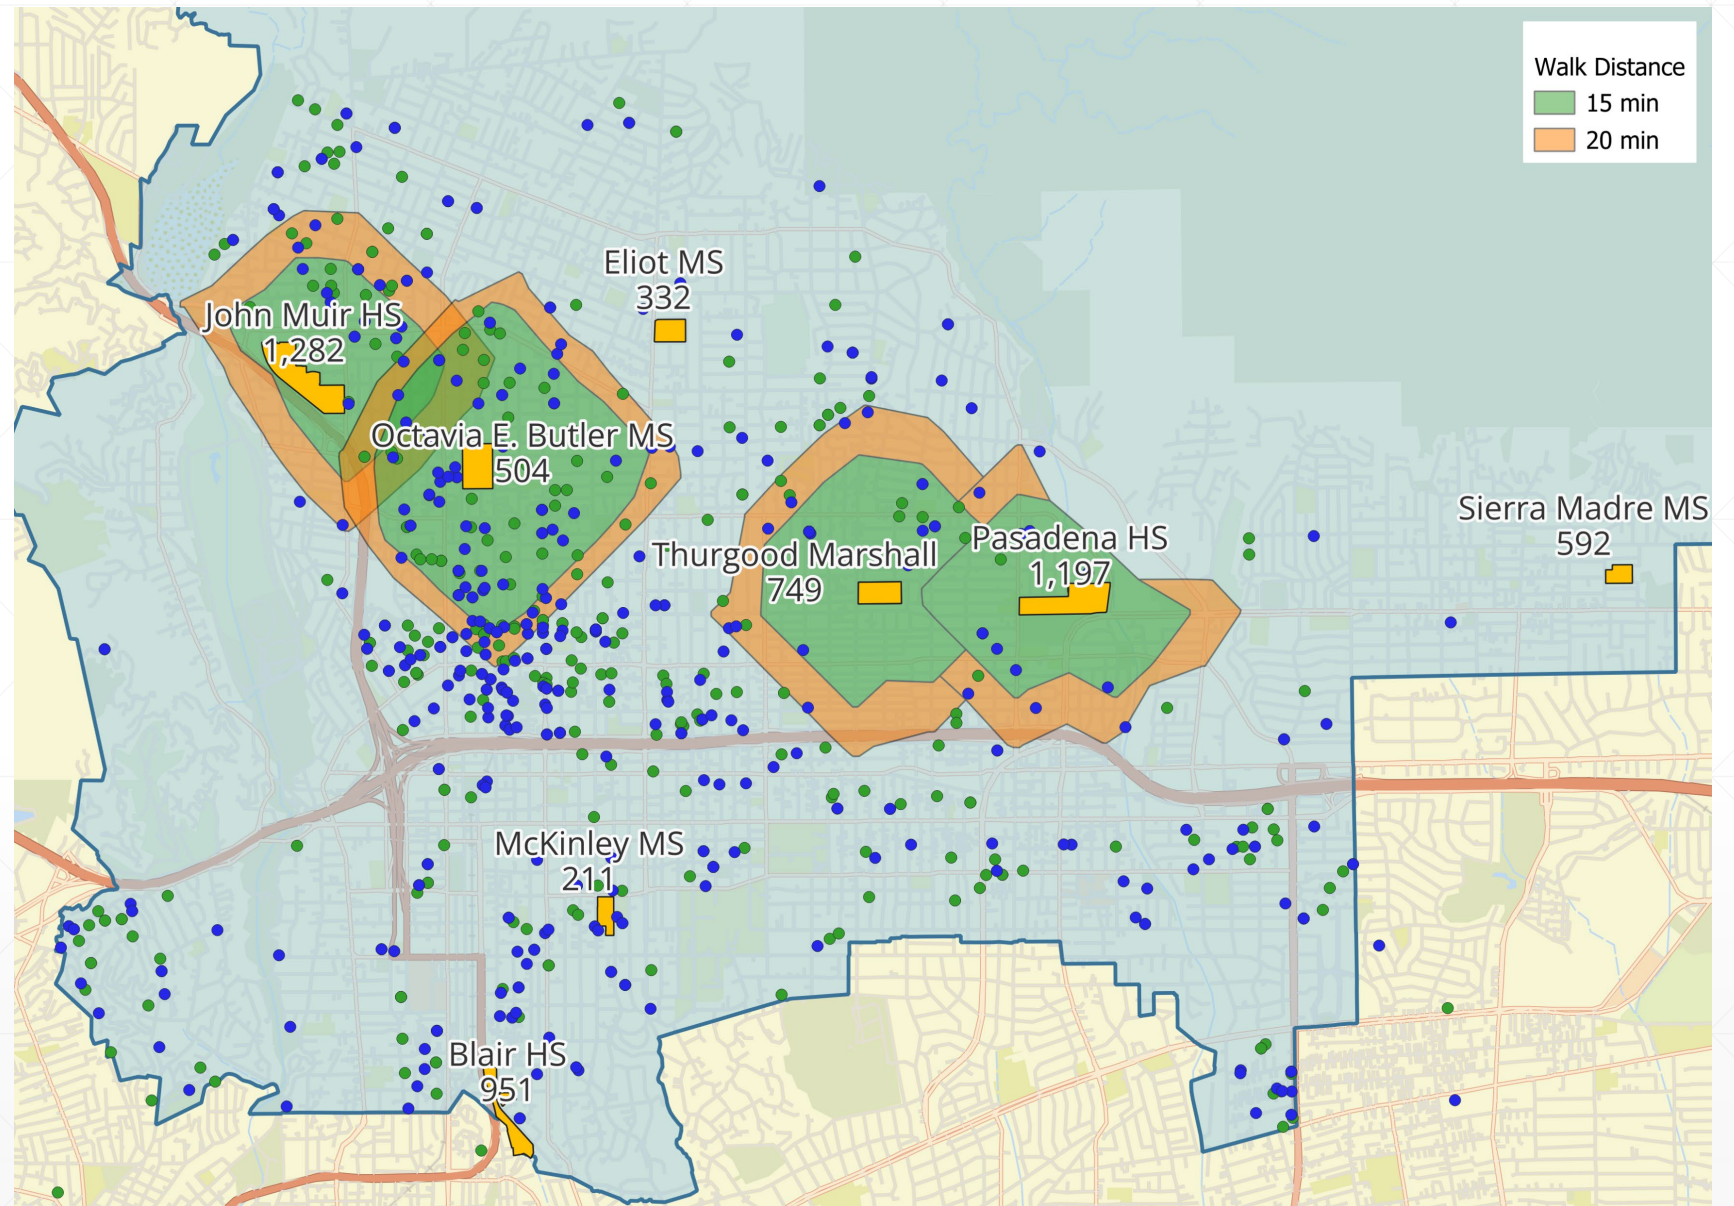 Walk Distance
15 min
20 min
Eliot MS
332
John Muir HS
1,282
Octavia E. Butler MS
504
Thurgood Marshall
749
Pasadena HS
1,197
Sierra Madre MS
592
McKinley MS
211
Blair HS
951